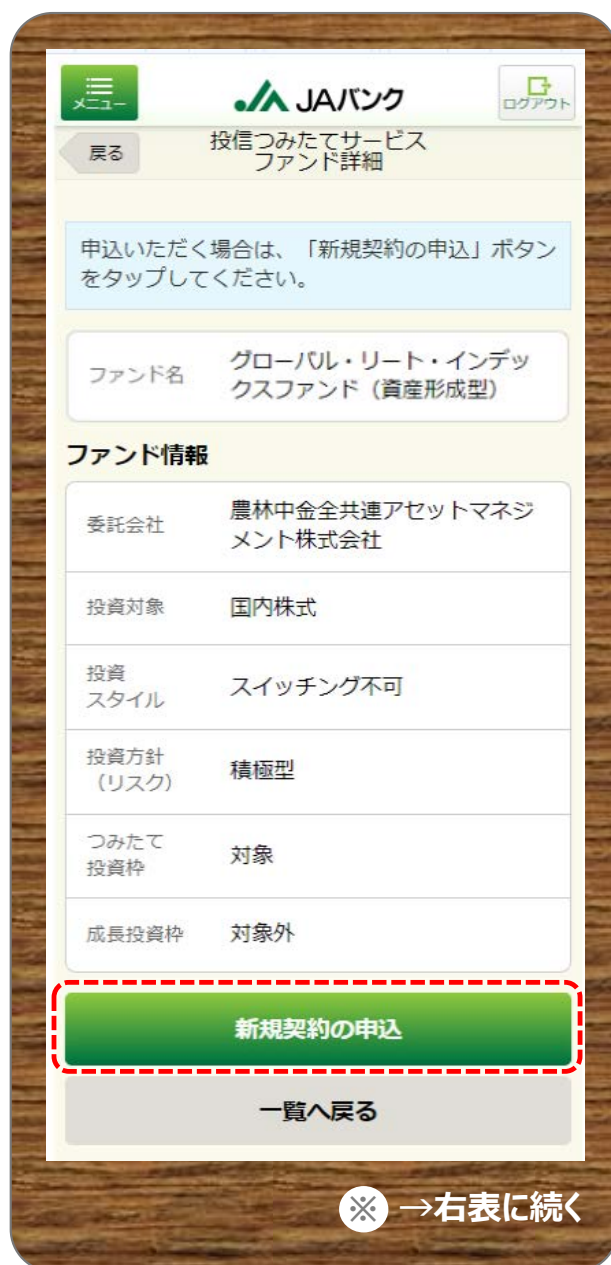 メニュー
JAバンク
ログアウト
戻る
投信つみたてサービス
ファンド詳細
申込いただく場合は、「新規契約の申込」ボタン
をタップしてください。
ファンド名
グローバル・リート・インデッ
クスファンド（資産形成型）
ファンド情報
委託会社
農林中金全共連アセットマネジ
メント株式会社
投資対象
国内株式
投資
スタイル
スイッチング不可
投資方針
（リスク）
積極型
つみたて
投資枠
対象
成長投資枠
対象外
新規契約の申込
一覧へ戻る
※ →右表に続く